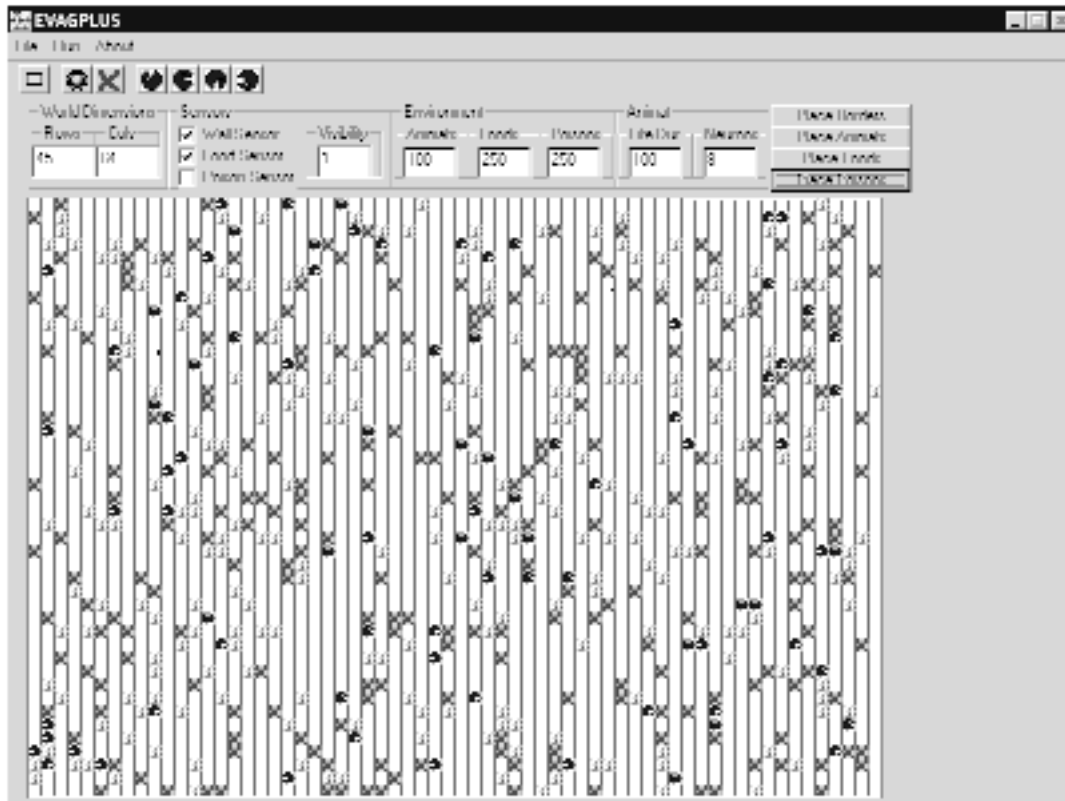 EVAGPLUS
File Run About
World Dimensions Sensors Environment Animal Place Borders
Rows Cols Wall Sensor Visibility Animals Foods Poisons Life Dur. Neurons Place Animals
45 64 Food Sensor 1 100 250 250 100 8 Place Foods
Poison Sensor Place Poisons